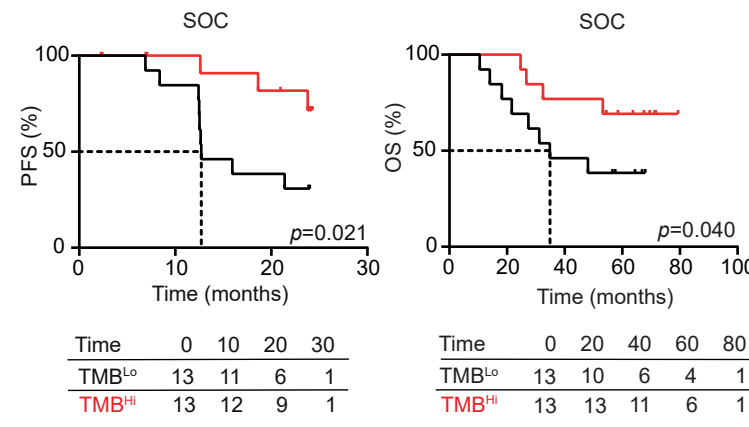 SOC
100
50
0
PFS (%)
p=0.021
0 10 20 30
Time (months)
Time 0 10 20 30
TMBLo 13 11 6 1
TMBHi 13 12 9 1
SOC
100
50
0
OS (%)
p=0.040
0 20 40 60 80 100
Time (months)
Time 0 20 40 60 80
TMBLo 13 10 6 4 1
TMBHi 13 13 11 6 1